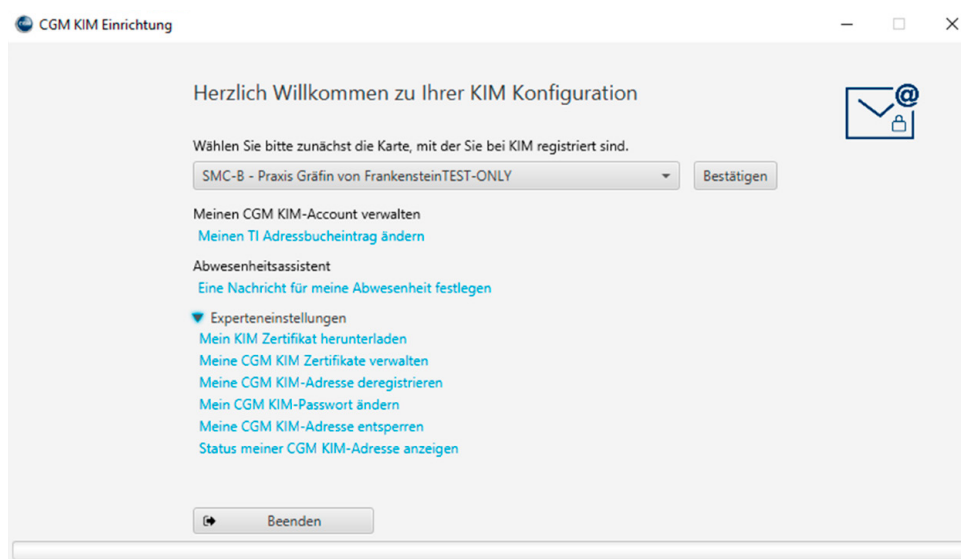 CGM KIM Einrichtung
Herzlich Willkommen zu Ihrer KIM Konfiguration
Wählen Sie bitte zunächst die Karte, mit der Sie bei KIM registriert sind.
SMC-B - Praxis Gräfin von FrankensteinTEST-ONLY
Bestätigen
Meinen CGM KIM-Account verwalten
Meinen TI Adressbucheintrag ändern
Abwesenheitsassistent
Eine Nachricht für meine Abwesenheit festlegen
Experteneinstellungen
Mein KIM Zertifikat herunterladen
Meine CGM KIM Zertifikate verwalten
Meine CGM KIM-Adresse deregistrieren
Mein CGM KIM-Passwort ändern
Meine CGM KIM-Adresse entsperren
Status meiner CGM KIM-Adresse anzeigen
Beenden